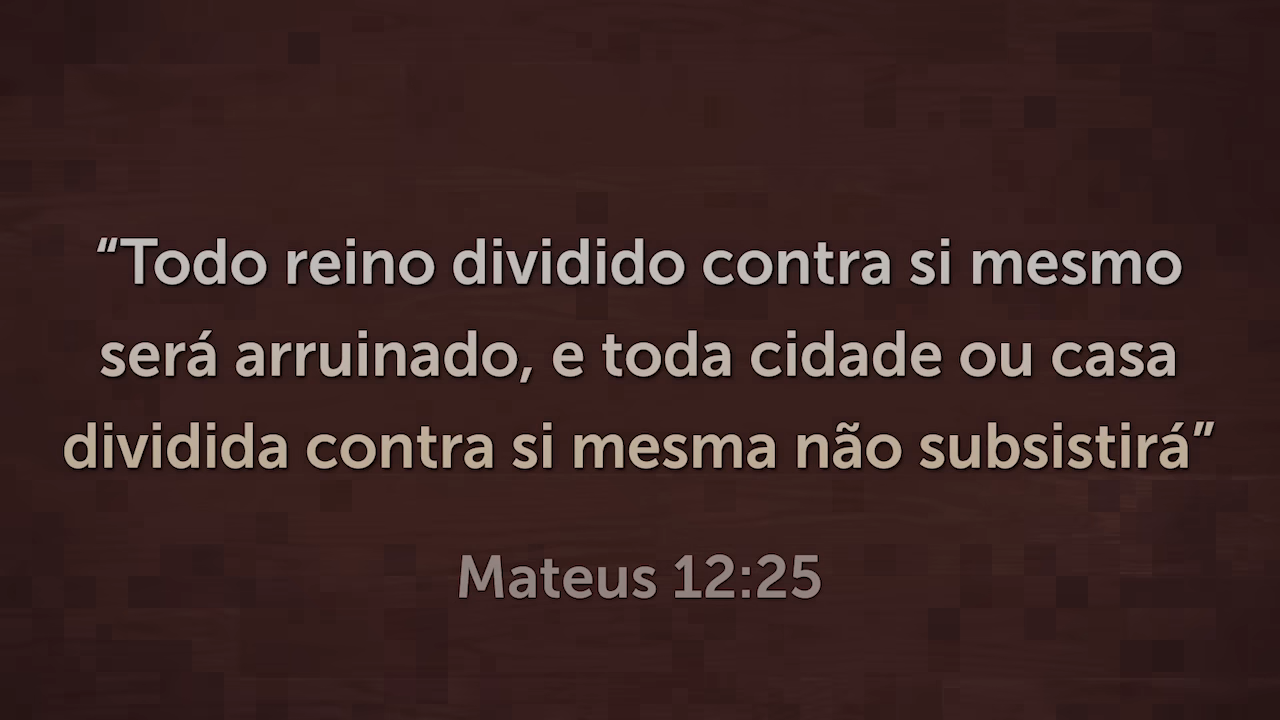 “Todo reino dividido contra si mesmo
será arruinado, e toda cidade ou casa
dividida contra si mesma não subsistirá”
Mateus 12:25